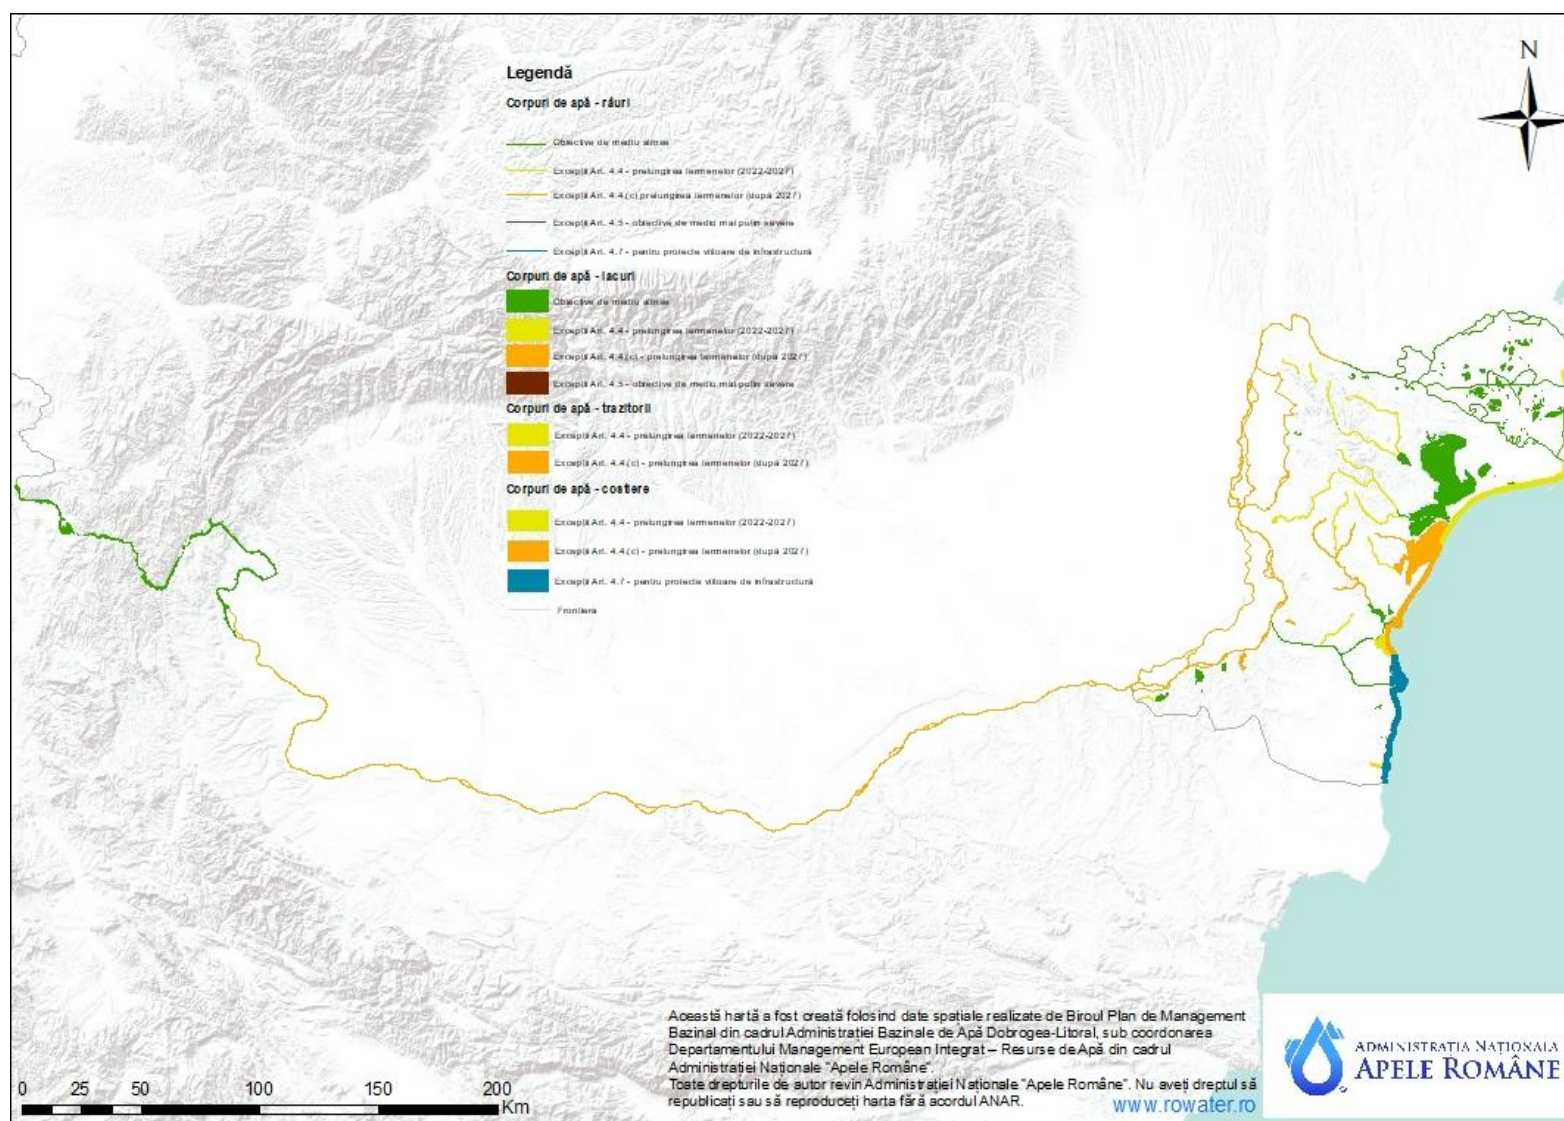 N
Legendă
Corpuri de apă - râuri
Obiective de mediu atinse
Excepții Art. 4.4 - prelungirea termenelor (2022-2027)
Excepții Art. 4.4.(c) prelungirea termenelor (după 2027)
Excepții Art. 4.5 - obiective de mediu mai puțin severe
Excepții Art. 4.7 - pentru proiecte viitoare de infrastructură
Corpuri de apă - lacuri
Obiective de mediu atinse
Excepții Art. 4.4 - prelungirea termenelor (2022-2027)
Excepții Art. 4.4.(c) - prelungirea termenelor (după 2027)
Excepții Art. 4.5 - obiective de mediu mai puțin severe
Corpuri de apă - trazitorii
Excepții Art. 4.4 - prelungirea termenelor (2022-2027)
Excepții Art. 4.4.(c) - prelungirea termenelor (după 2027)
Corpuri de apă - costiere
Excepții Art. 4.4 - prelungirea termenelor (2022-2027)
Excepții Art. 4.4.(c) - prelungirea termenelor (după 2027)
Excepții Art. 4.7 - pentru proiecte viitoare de infrastructură
Frontiera
Această hartă a fost creată folosind date spațiale realizate de Biroul Plan de Management
Bazinal din cadrul Administrației Bazinale de Apă Dobrogea-Litoral, sub coordonarea
Departamentului Management European Integrat – Resurse de Apă din cadrul
Administrației Naționale "Apele Române".
Toate drepturile de autor revin Administrației Naționale "Apele Române". Nu aveți dreptul să
republicați sau să reproduceți harta fără acordul ANAR.
www.rowater.ro
0 25 50 100 150 200
Km
ADMINISTRAȚIA NAȚIONALA
APELE ROMÂNE